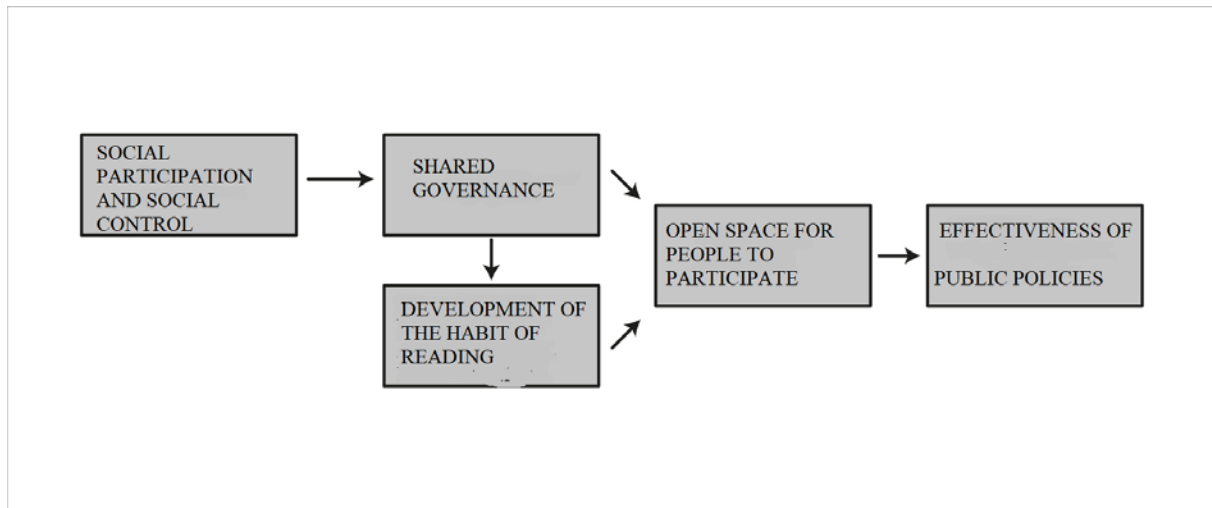 SOCIAL
PARTICIPATION
AND SOCIAL
CONTROL
SHARED
GOVERNANCE
DEVELOPMENT OF
THE HABIT OF
READING
OPEN SPACE FOR
PEOPLE TO
PARTICIPATE
EFFECTIVENESS OF
PUBLIC POLICIES